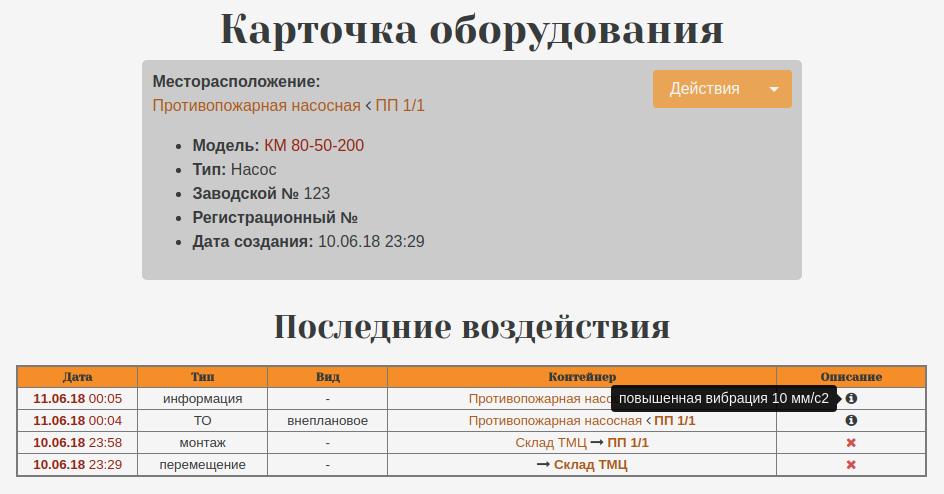 Карточка оборудования
Месторасположение:
Действия
Противопожарная насосная < ПП 1/1
Модель: КМ 80-50-200
Тип: Насос
Заводской № 123
Регистрационный №
Дата создания: 10.06.18 23:29
Последние воздействия
Дата Тип Вид Контейнер Описание
11.06.18 00:05 информация - Противопожарная насо повышенная вибрация 10 мм/с2
11.06.18 00:04 ТО внеплановое Противопожарная насосная < ПП 1/1
10.06.18 23:58 монтаж - Склад ТМЦ → ПП 1/1
10.06.18 23:29 перемещение - → Склад ТМЦ